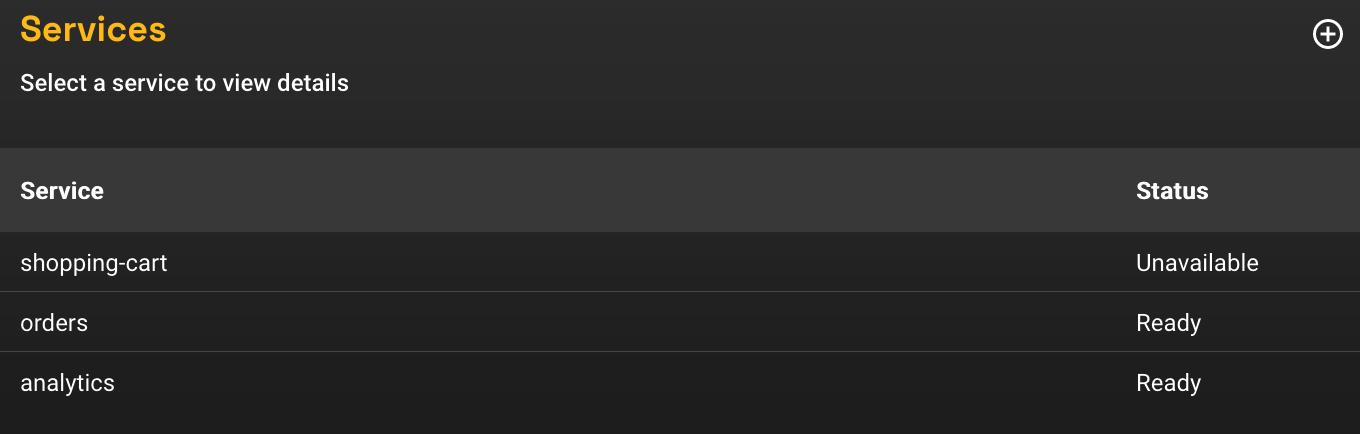 Services
Select a service to view details
Service Status
shopping-cart Unavailable
orders Ready
analytics Ready